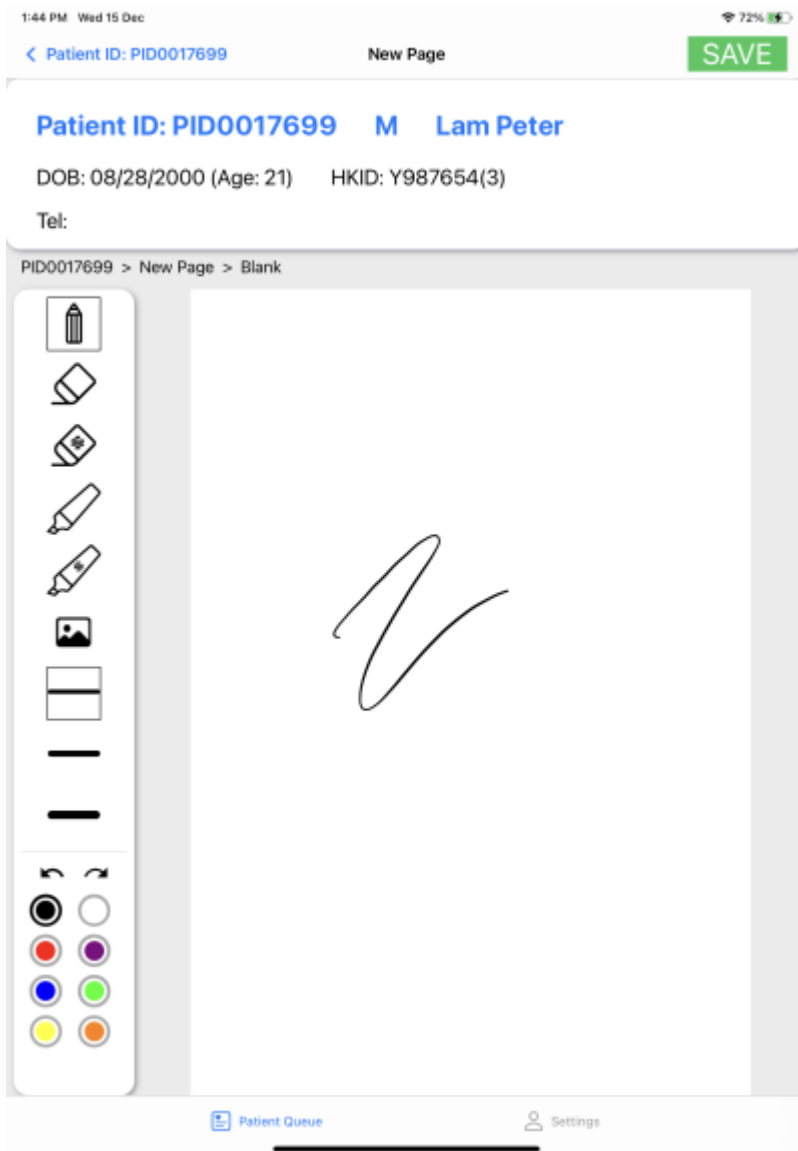 1:44 PM Wed 15 Dec 72%
Patient ID: PID0017699 New Page SAVE
Patient ID: PID0017699 M Lam Peter
DOB: 08/28/2000 (Age: 21) HKID: Y987654(3)
Tel:
PID0017699 > New Page > Blank
Patient Queue Settings